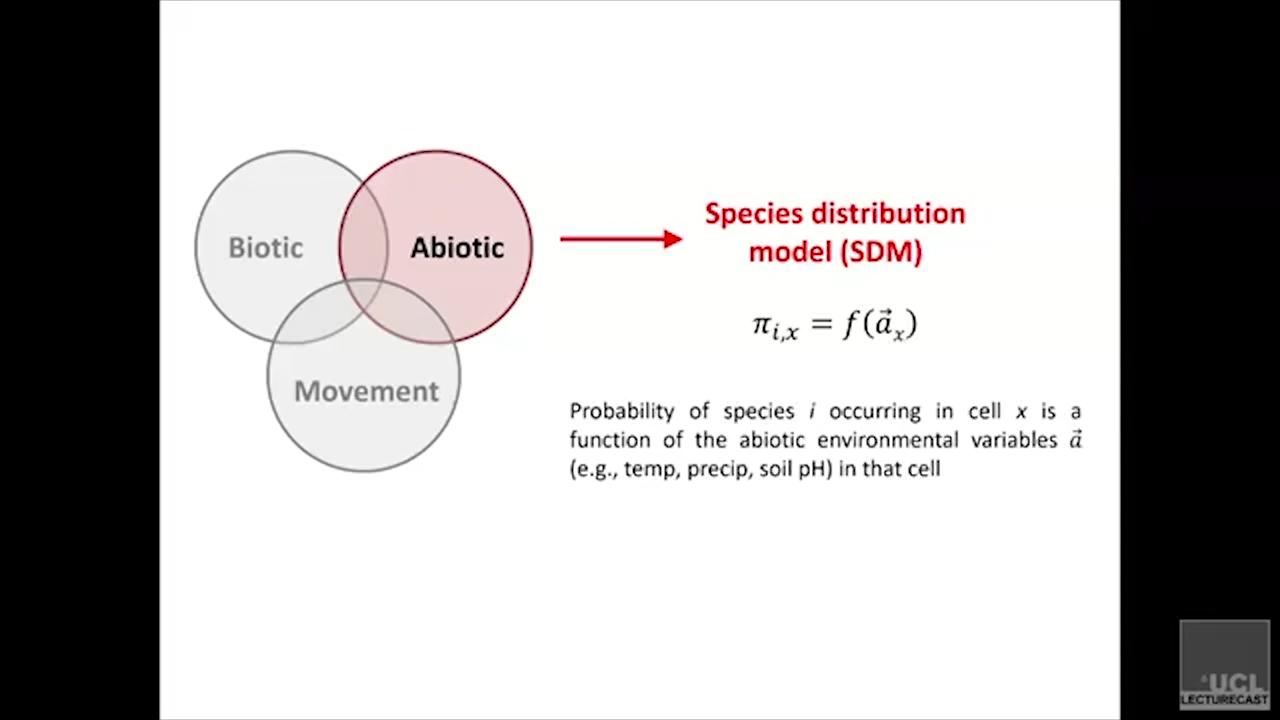 Biotic
Abiotic
Movement
Species distribution
model (SDM)
π_{i,x} = f(a⃗_x)
Probability of species i occurring in cell x is a
function of the abiotic environmental variables a⃗
(e.g., temp, precip, soil pH) in that cell
UCL
LECTURECAST